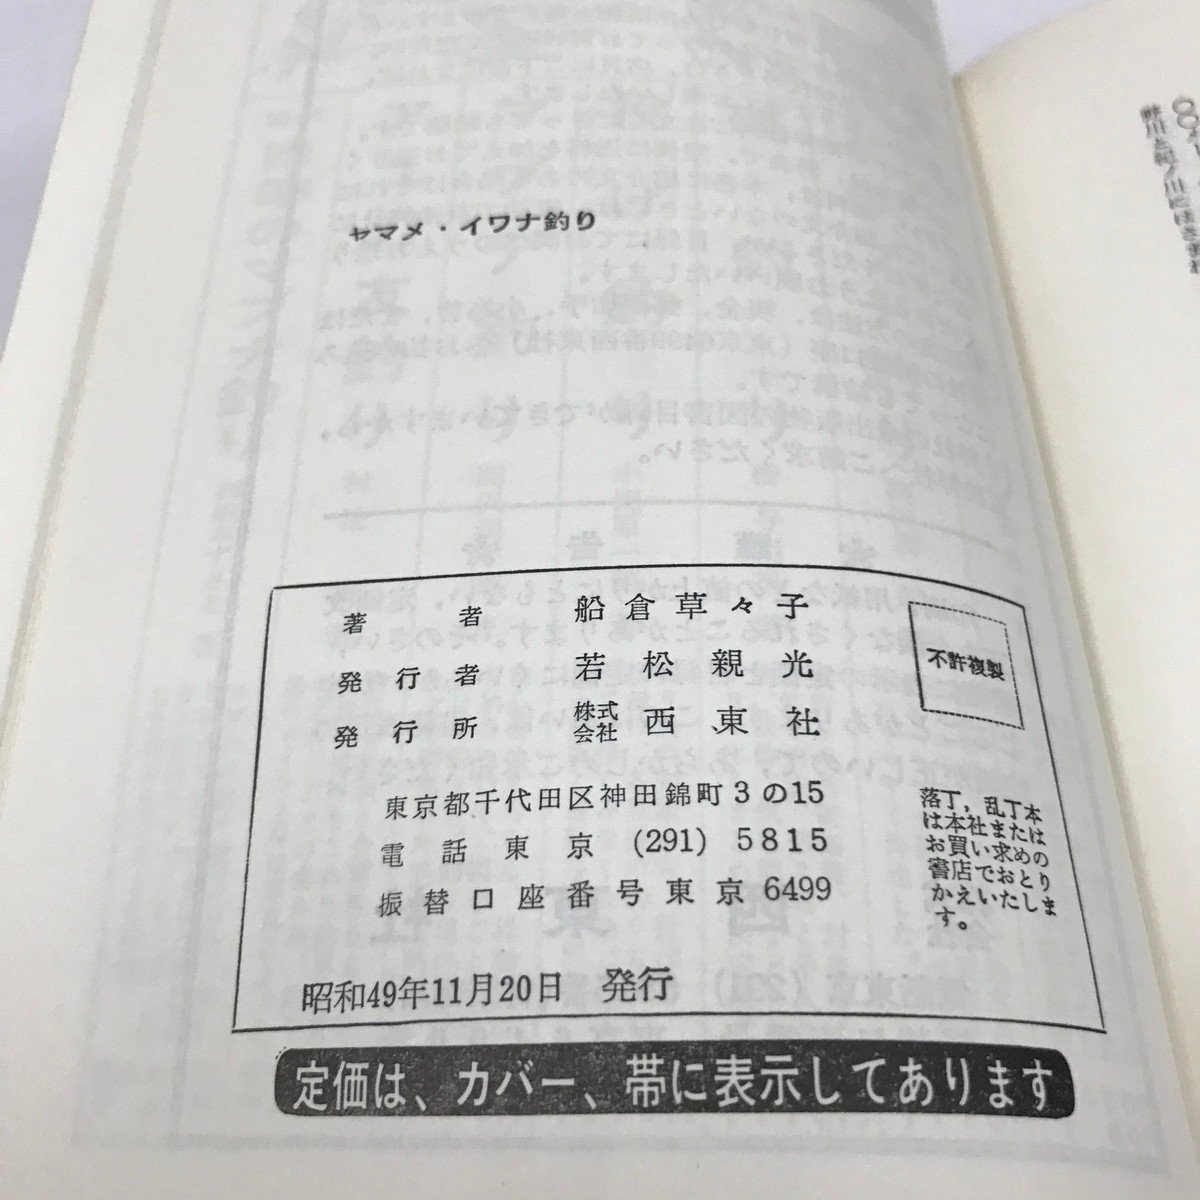 ヤマメ・イワナ釣り
著者 船倉草々子
発行者 若松親光
発行所 株式会社 西東社
東京都千代田区神田錦町3の15
電話東京 (291) 5815
振替口座番号東京6499
昭和49年11月20日 発行
不許複製
落丁，乱丁本
は本社または
お買い求めの
書店でおとり
かえいたしま
す。
定価は、カバー、帯に表示してあります